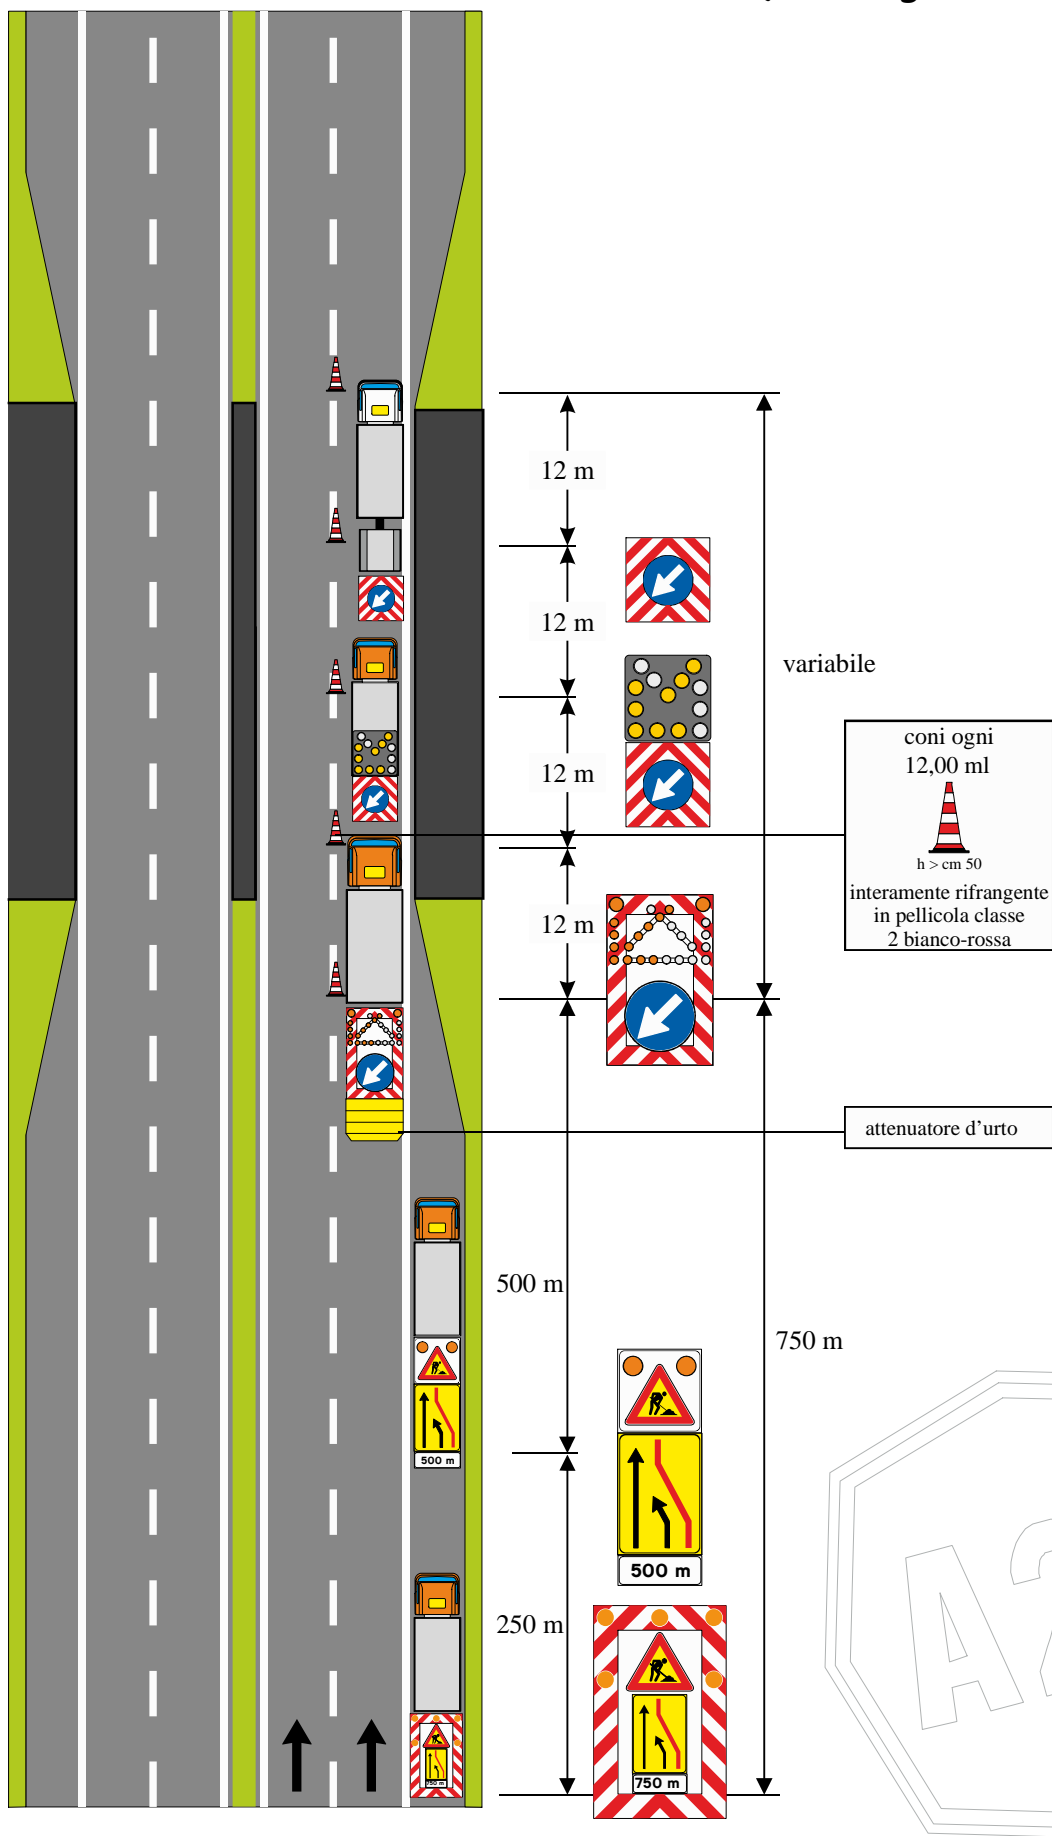 12 m
12 m
variabile
coni ogni
12,00 ml
12 m
h > cm 50
interamente rifrangente
in pellicola classe
2 bianco-rossa
12 m
attenuatore d’urto
500 m
750 m
500 m
500 m
250 m
750 m
750 m